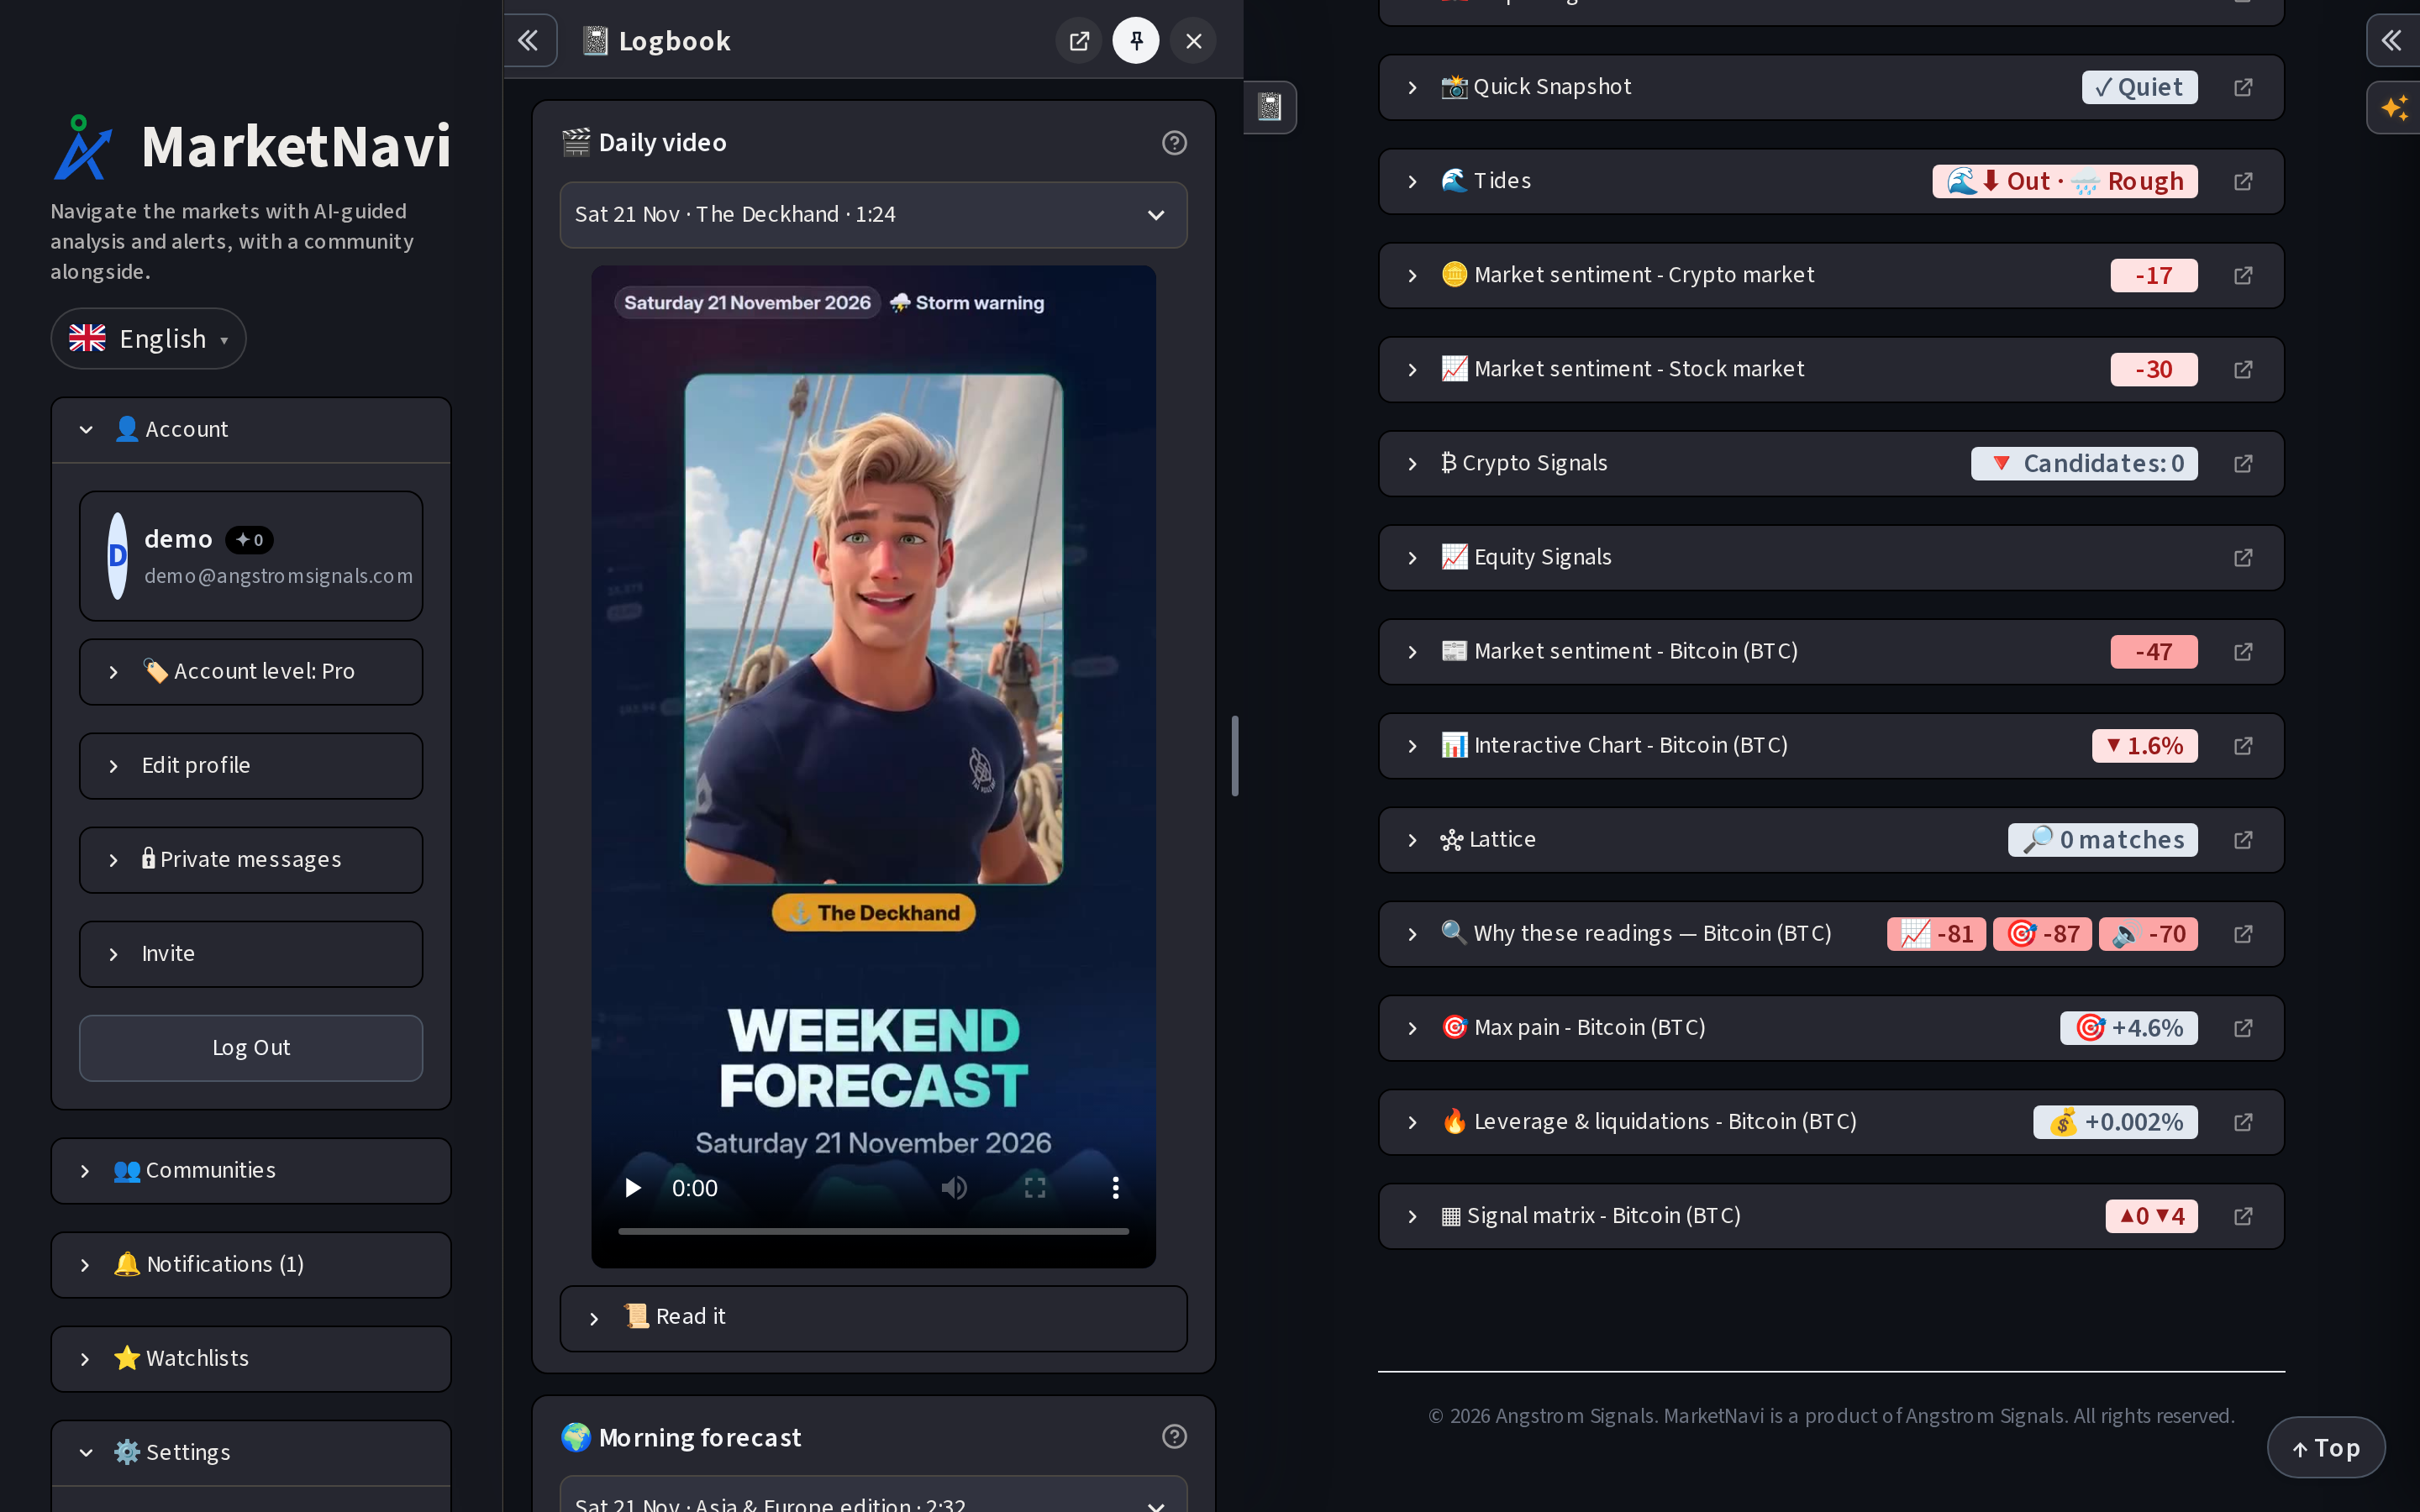 MarketNavi
Navigate the markets with AI-guided
analysis and alerts, with a community
alongside.
English
Account
D
demo
0
demo@angstromsignals.com
Account level: Pro
Edit profile
Private messages
Invite
Log Out
Communities
Notifications (1)
Watchlists
Settings
Logbook
Daily video
Sat 21 Nov · The Deckhand · 1:24
Saturday 21 November 2026 Storm warning
The Deckhand
WEEKEND
FORECAST
Saturday 21 November 2026
0:00
Read it
Morning forecast
Sat 21 Nov · Asia & Europe edition · 2:32
Quick Snapshot
✓ Quiet
Tides
Out · Rough
Market sentiment - Crypto market
-17
Market sentiment - Stock market
-30
₿ Crypto Signals
Candidates: 0
Equity Signals
Market sentiment - Bitcoin (BTC)
-47
Interactive Chart - Bitcoin (BTC)
▼ 1.6%
Lattice
0 matches
Why these readings — Bitcoin (BTC)
-81 -87 -70
Max pain - Bitcoin (BTC)
+4.6%
Leverage & liquidations - Bitcoin (BTC)
+0.002%
Signal matrix - Bitcoin (BTC)
▲0 ▼4
© 2026 Angstrom Signals. MarketNavi is a product of Angstrom Signals. All rights reserved.
↑ Top